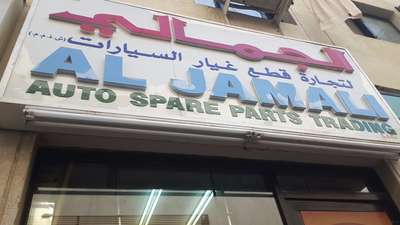 الجمالي
لتجارة قطع غيار السيارات (ش.ذ.م.م)
AL JAMALI
AUTO SPARE PARTS TRADING